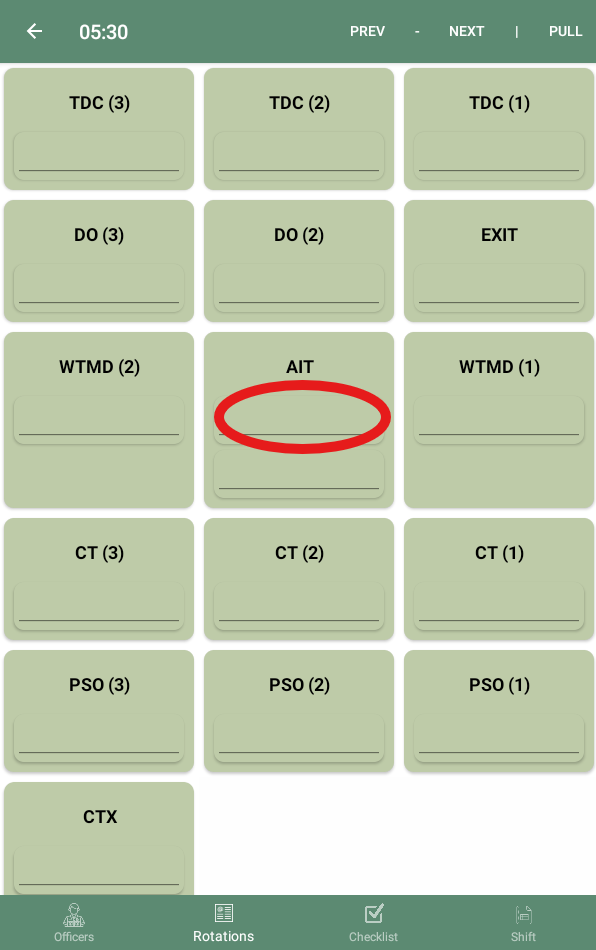 05:30 PREV - NEXT | PULL
TDC (3) TDC (2) TDC (1)
DO (3) DO (2) EXIT
WTMD (2) AIT WTMD (1)
CT (3) CT (2) CT (1)
PSO (3) PSO (2) PSO (1)
CTX
Officers Rotations Checklist Shift